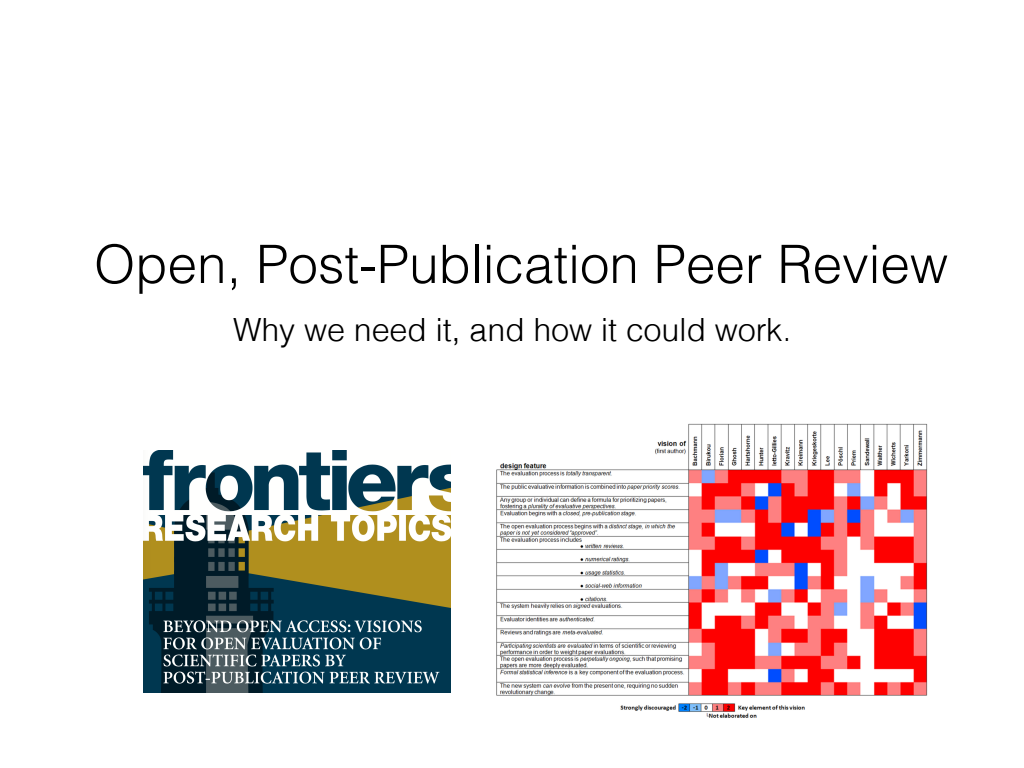 Open, Post-Publication Peer Review
Why we need it, and how it could work.
frontiers
RESEARCH TOPICS
BEYOND OPEN ACCESS: VISIONS
FOR OPEN EVALUATION OF
SCIENTIFIC PAPERS BY
POST-PUBLICATION PEER REVIEW
vision of
(first author)
Bachmann
Birukou
Florian
Ghosh
Hartshorne
Hunter
Ietto-Gillies
Kravitz
Kreimann
Kriegeskorte
Lee
Pöschl
Priem
Sandewall
Walther
Wicherts
Yarkoni
Zimmermann
design feature
The evaluation process is totally transparent.
The public evaluative information is combined into paper priority scores.
Any group or individual can define a formula for prioritizing papers,
fostering a plurality of evaluative perspectives.
Evaluation begins with a closed, pre-publication stage.
The open evaluation process begins with a distinct stage, in which the
paper is not yet considered "approved".
The evaluation process includes
● written reviews.
● numerical ratings.
● usage statistics.
● social-web information
● citations.
The system heavily relies on signed evaluations.
Evaluator identities are authenticated.
Reviews and ratings are meta-evaluated.
Participating scientists are evaluated in terms of scientific or reviewing
performance in order to weight paper evaluations.
The open evaluation process is perpetually ongoing, such that promising
papers are more deeply evaluated.
Formal statistical inference is a key component of the evaluation process.
The new system can evolve from the present one, requiring no sudden
revolutionary change.
Strongly discouraged -2 -1 0 1 2 Key element of this vision
Not elaborated on